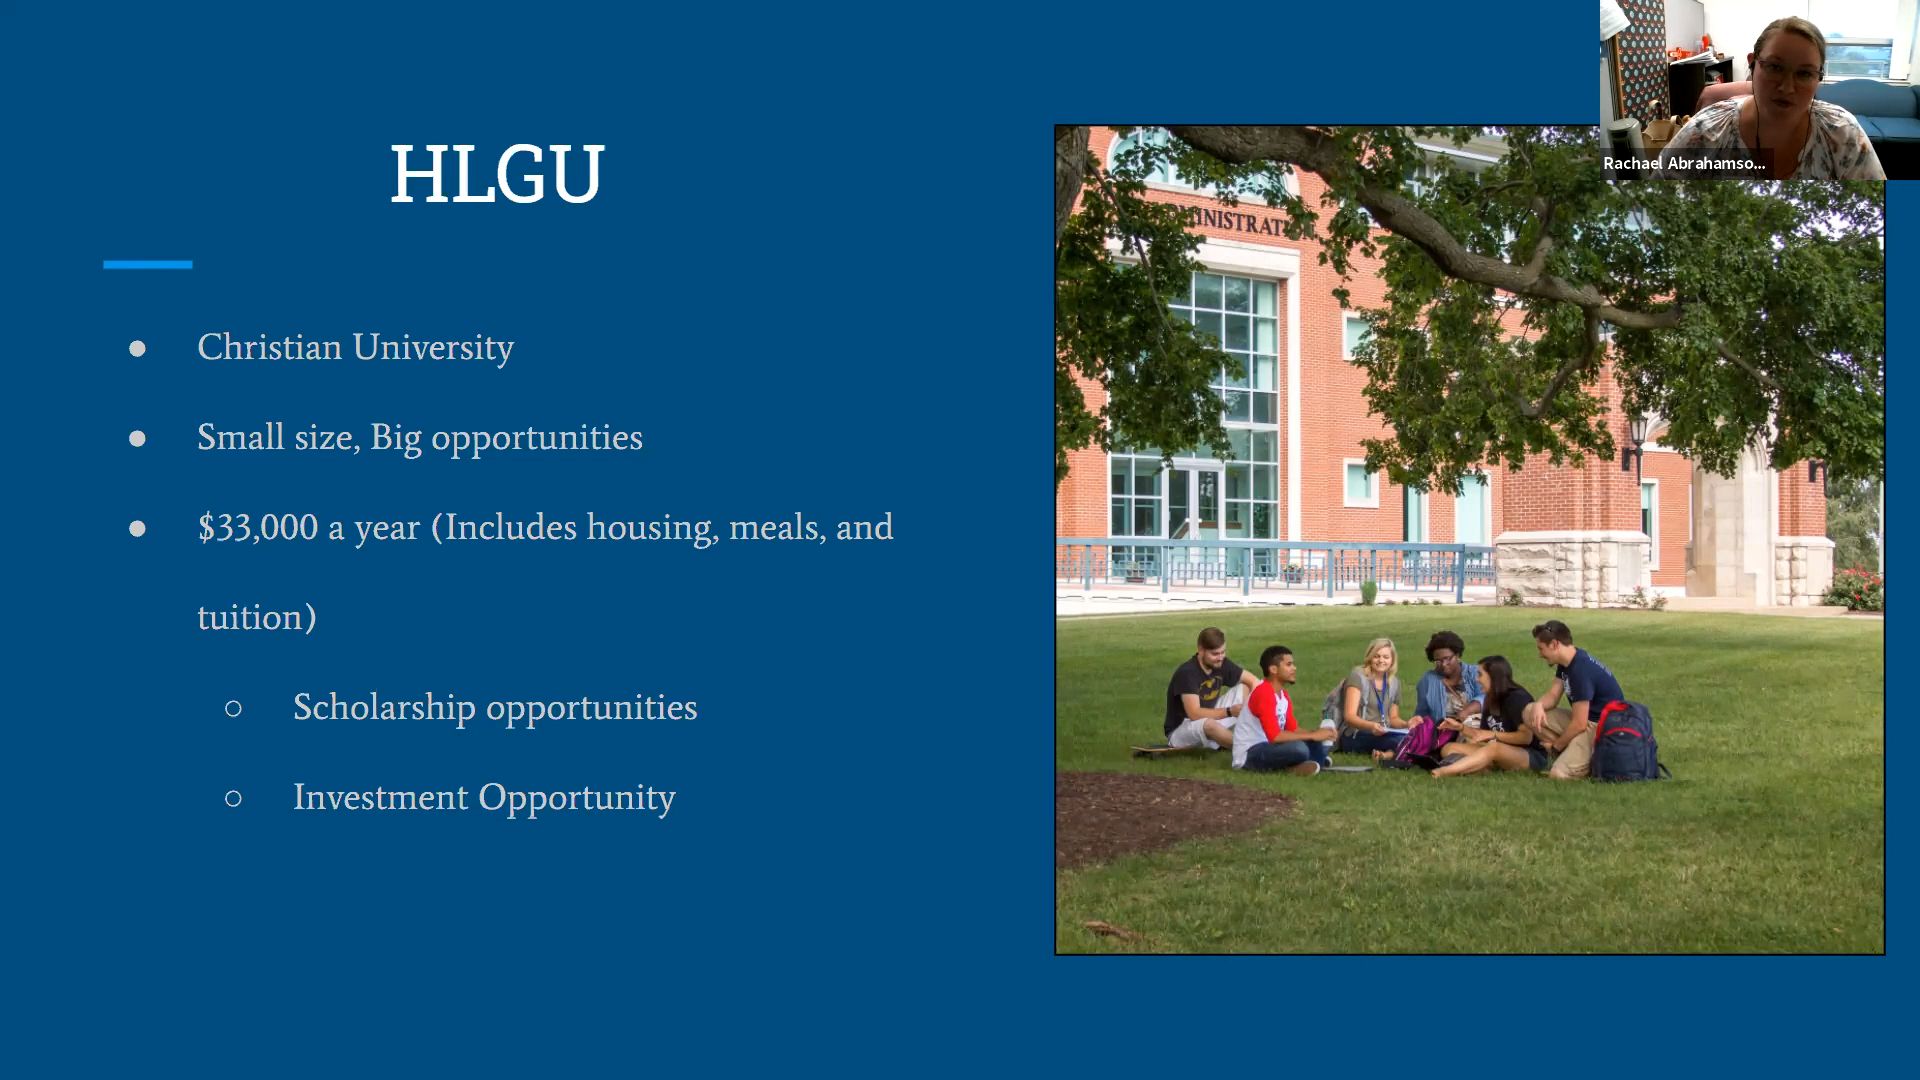 HLGU
● Christian University
● Small size, Big opportunities
● $33,000 a year (Includes housing, meals, and
tuition)
○ Scholarship opportunities
○ Investment Opportunity
MINISTRATI
Rachael Abrahamso...